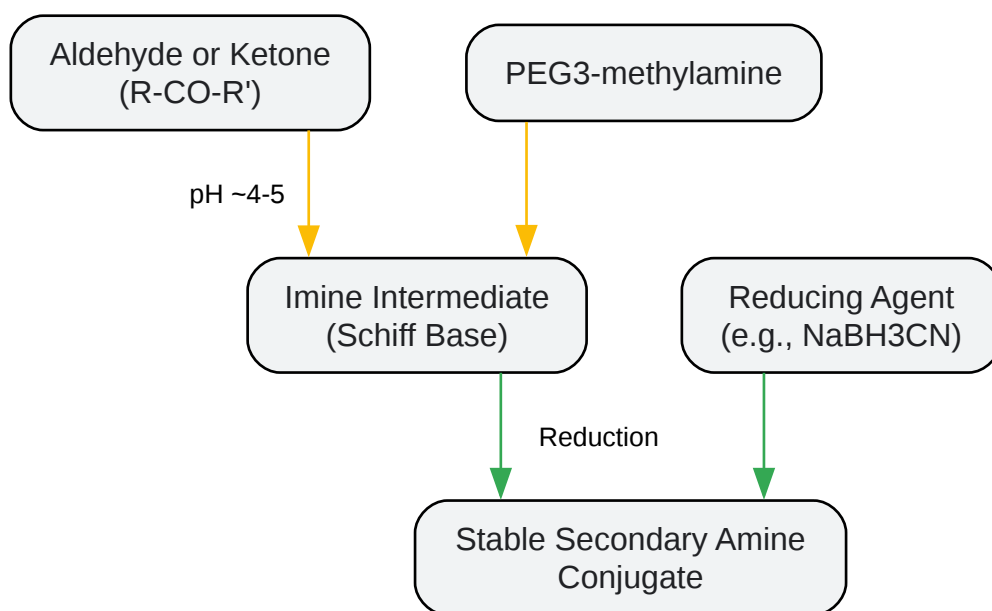 Aldehyde or Ketone
(R-CO-R')
PEG3-methylamine
pH ~4-5
Imine Intermediate
(Schiff Base)
Reducing Agent
(e.g., NaBH3CN)
Reduction
Stable Secondary Amine
Conjugate